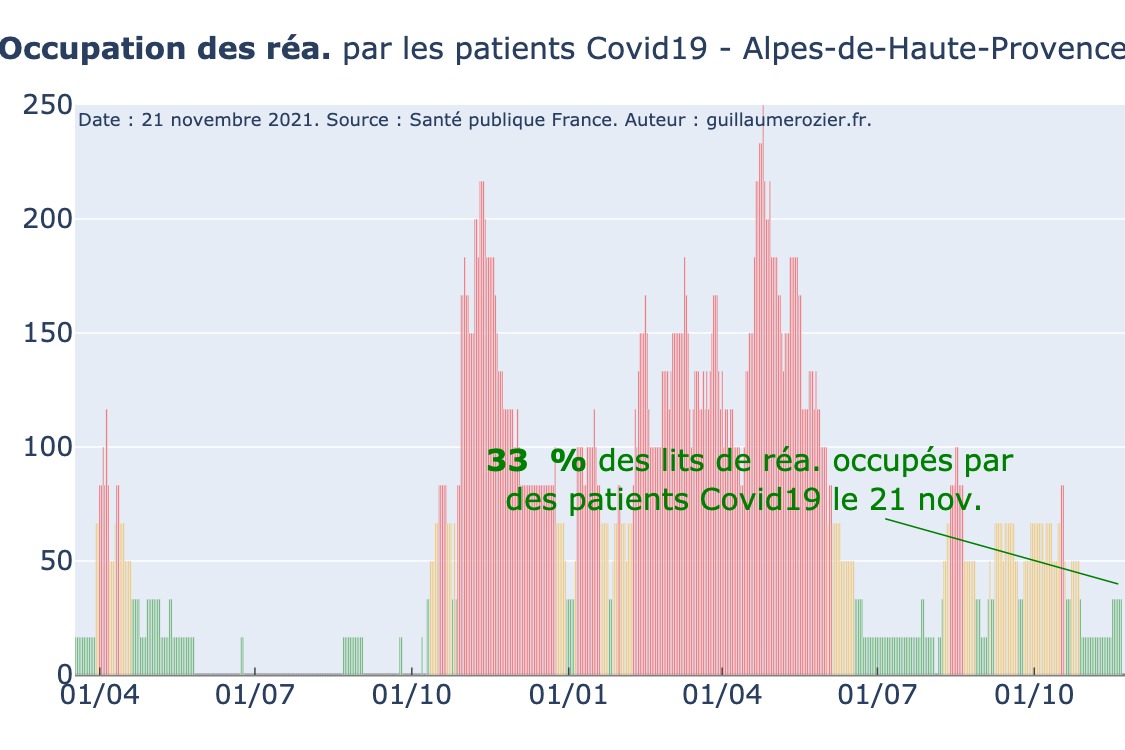 Occupation des réa. par les patients Covid19 - Alpes-de-Haute-Provence
250
Date : 21 novembre 2021. Source : Santé publique France. Auteur : guillaumerozier.fr.
200
150
100
33 % des lits de réa. occupés par
des patients Covid19 le 21 nov.
50
0
01/04 01/07 01/10 01/01 01/04 01/07 01/10